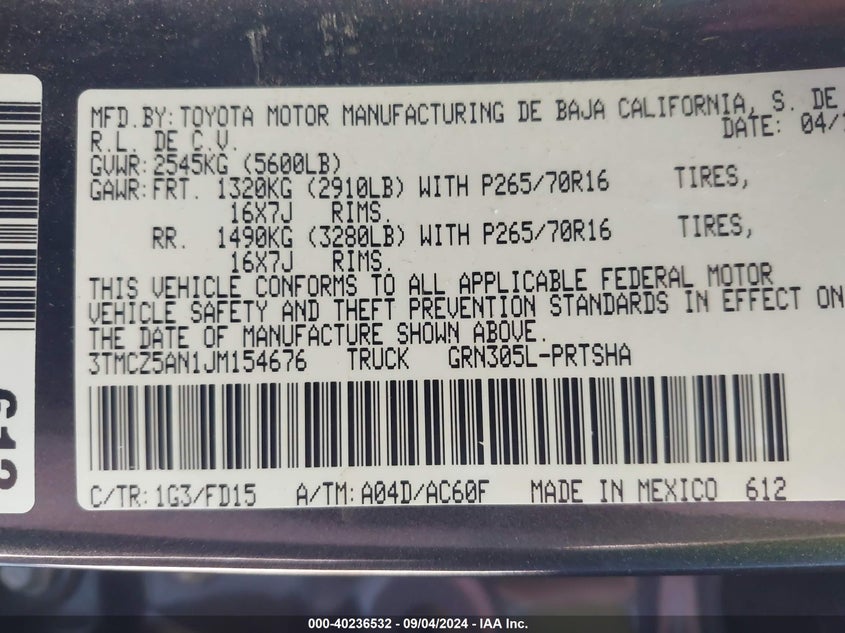 MFD.BY:TOYOTA MOTOR MANUFACTURING DE BAJA CALIFORNIA, S. DE
R.L. DE C.V. DATE: 04/
GVWR:2545KG (5600LB)
GAWR:FRT. 1320KG (2910LB) WITH P265/70R16 TIRES,
16X7J RIMS.
RR. 1490KG (3280LB) WITH P265/70R16 TIRES,
16X7J RIMS.
THIS VEHICLE CONFORMS TO ALL APPLICABLE FEDERAL MOTOR
VEHICLE SAFETY AND THEFT PREVENTION STANDARDS IN EFFECT ON
THE DATE OF MANUFACTURE SHOWN ABOVE.
3TMCZ5AN1JM154676 TRUCK GRN305L-PRTSHA
C/TR:1G3/FD15 A/TM:A04D/AC60F MADE IN MEXICO 612
612
000-40236532 - 09/04/2024 - IAA Inc.